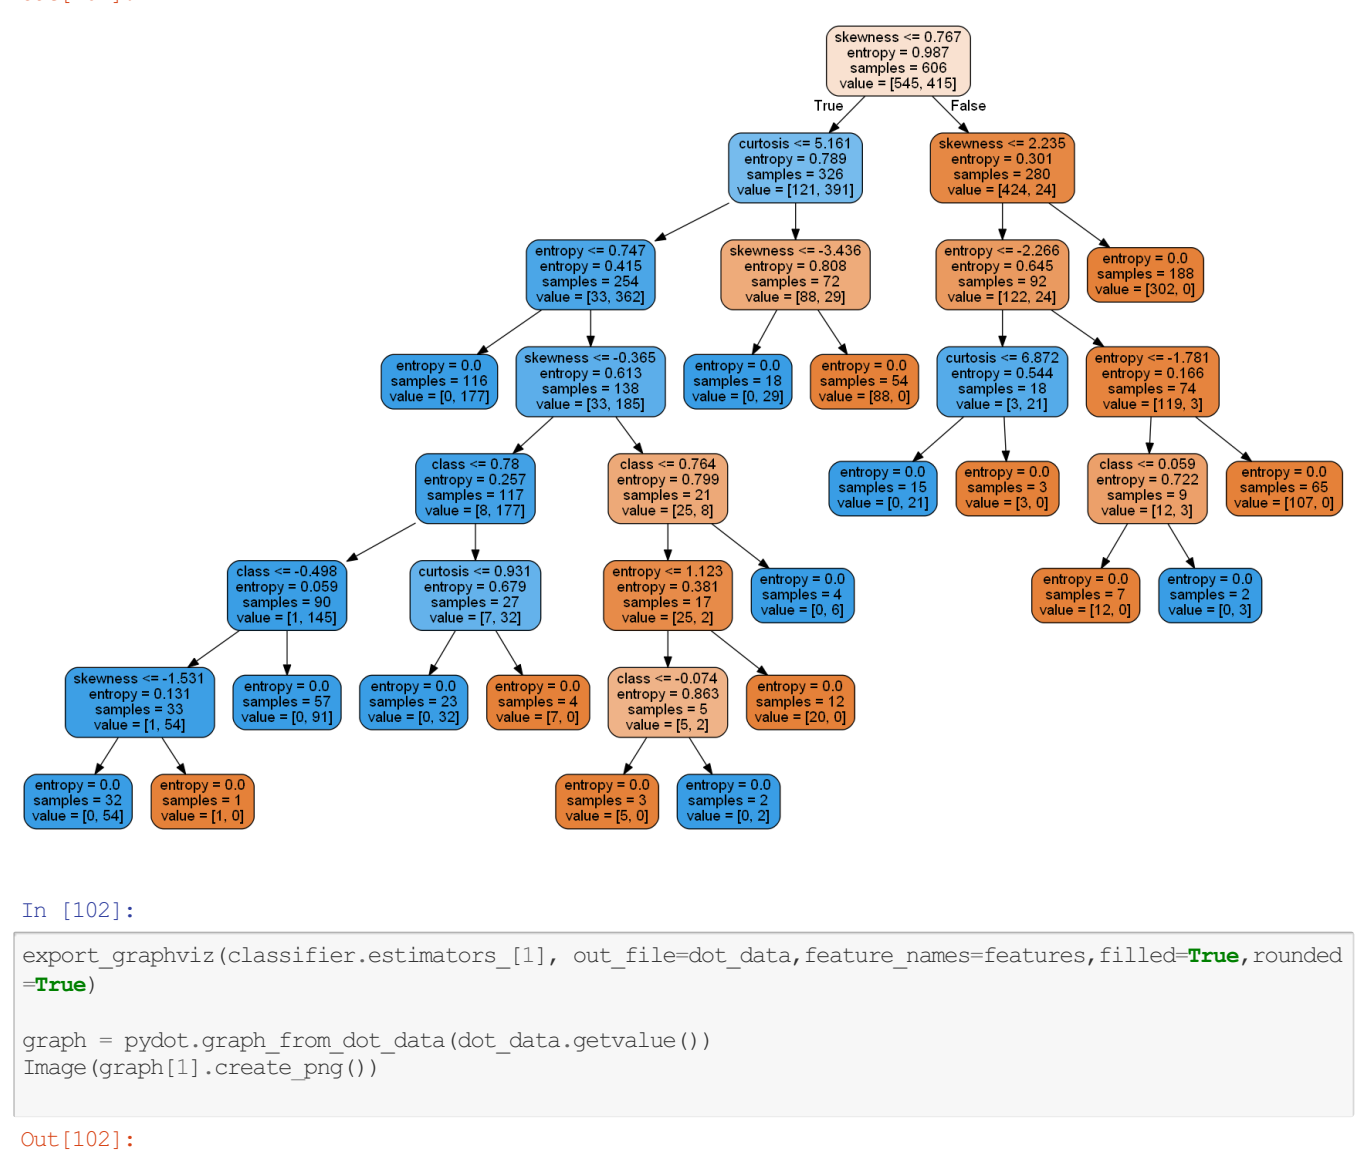 skewness <= 0.767
entropy = 0.987
samples = 606
value = [545, 415]
True
False
curtosis <= 5.161
entropy = 0.789
samples = 326
value = [121, 391]
skewness <= 2.235
entropy = 0.301
samples = 280
value = [424, 24]
entropy <= 0.747
entropy = 0.415
samples = 254
value = [33, 362]
skewness <= -3.436
entropy = 0.808
samples = 72
value = [88, 29]
entropy <= -2.266
entropy = 0.645
samples = 92
value = [122, 24]
entropy = 0.0
samples = 188
value = [302, 0]
entropy = 0.0
samples = 116
value = [0, 177]
skewness <= -0.365
entropy = 0.613
samples = 138
value = [33, 185]
entropy = 0.0
samples = 18
value = [0, 29]
entropy = 0.0
samples = 54
value = [88, 0]
curtosis <= 6.872
entropy = 0.544
samples = 18
value = [3, 21]
entropy <= -1.781
entropy = 0.166
samples = 74
value = [119, 3]
class <= 0.78
entropy = 0.257
samples = 117
value = [8, 177]
class <= 0.764
entropy = 0.799
samples = 21
value = [25, 8]
entropy = 0.0
samples = 15
value = [0, 21]
entropy = 0.0
samples = 3
value = [3, 0]
class <= 0.059
entropy = 0.722
samples = 9
value = [12, 3]
entropy = 0.0
samples = 65
value = [107, 0]
class <= -0.498
entropy = 0.059
samples = 90
value = [1, 145]
curtosis <= 0.931
entropy = 0.679
samples = 27
value = [7, 32]
entropy <= 1.123
entropy = 0.381
samples = 17
value = [25, 2]
entropy = 0.0
samples = 4
value = [0, 6]
entropy = 0.0
samples = 7
value = [12, 0]
entropy = 0.0
samples = 2
value = [0, 3]
skewness <= -1.531
entropy = 0.131
samples = 33
value = [1, 54]
entropy = 0.0
samples = 57
value = [0, 91]
entropy = 0.0
samples = 23
value = [0, 32]
entropy = 0.0
samples = 4
value = [7, 0]
class <= -0.074
entropy = 0.863
samples = 5
value = [5, 2]
entropy = 0.0
samples = 12
value = [20, 0]
entropy = 0.0
samples = 32
value = [0, 54]
entropy = 0.0
samples = 1
value = [1, 0]
entropy = 0.0
samples = 3
value = [5, 0]
entropy = 0.0
samples = 2
value = [0, 2]
In [102]:
export_graphviz(classifier.estimators_[1], out_file=dot_data,feature_names=features,filled=True,rounded
=True)
graph = pydot.graph_from_dot_data(dot_data.getvalue())
Image(graph[1].create_png())
Out[102]: